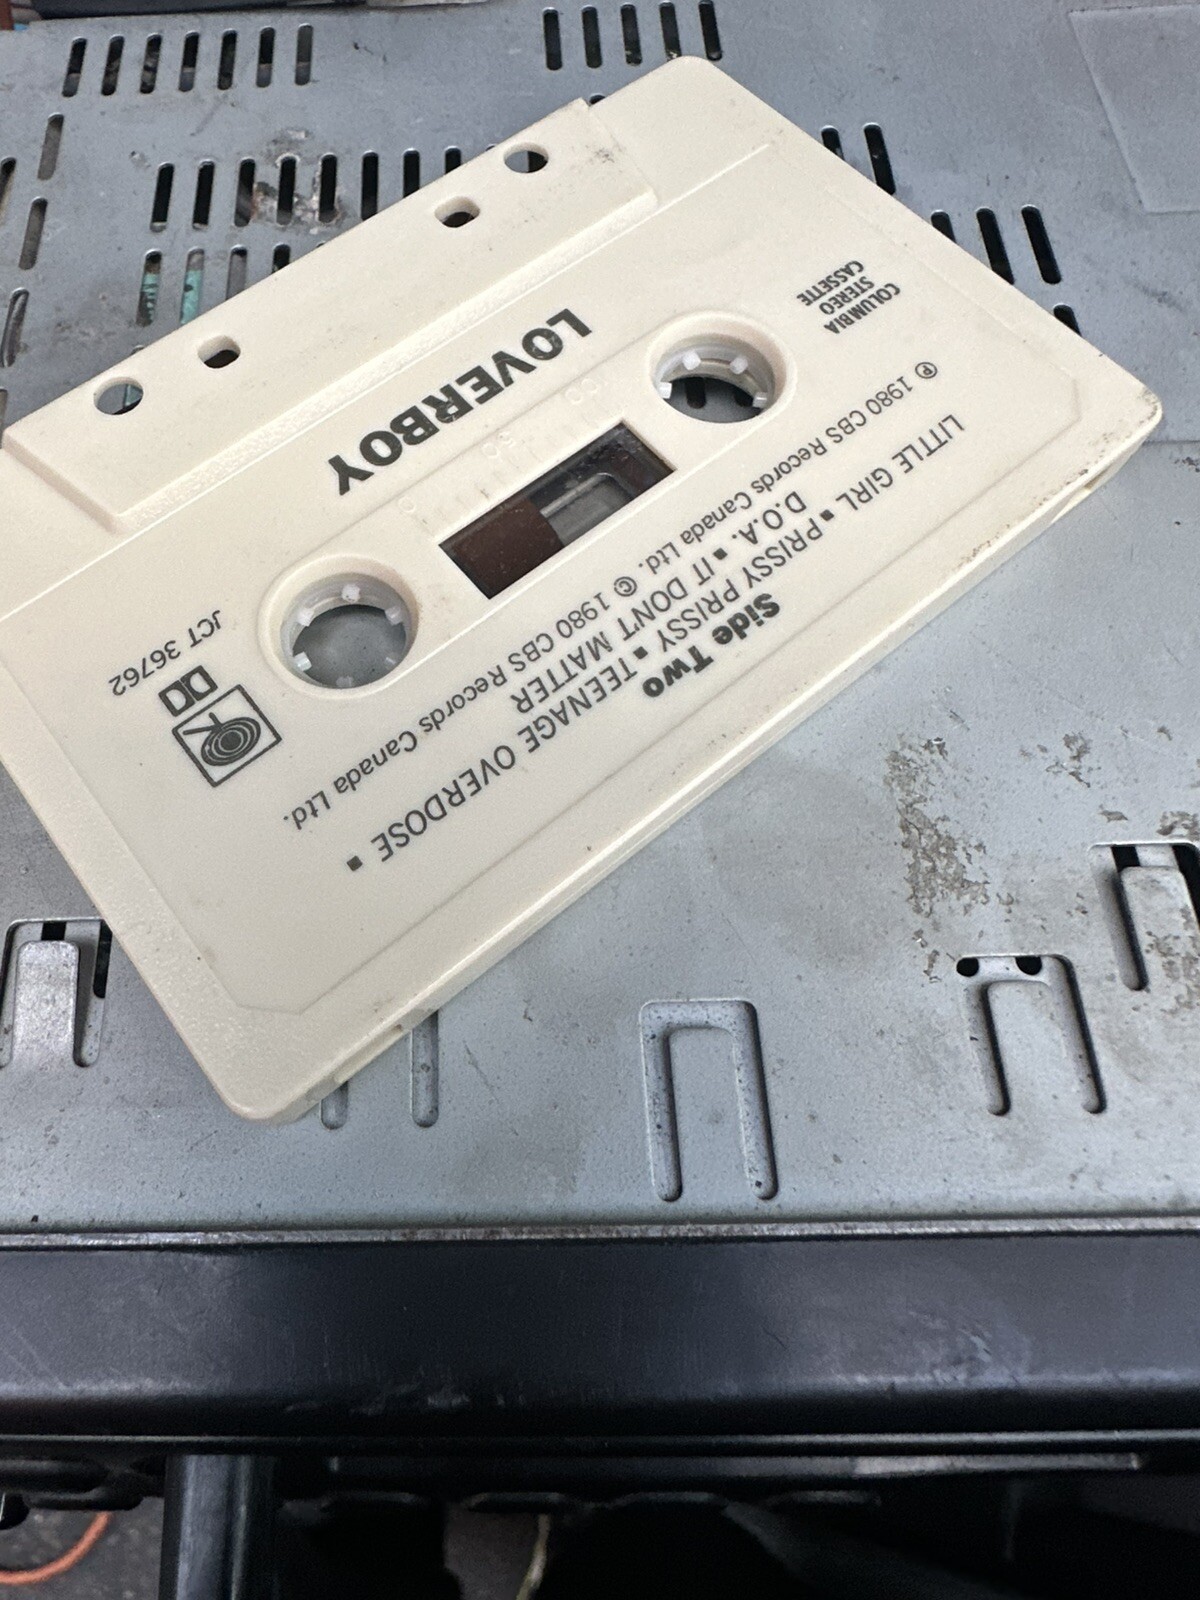 Side Two
LITTLE GIRL ▪ PRISSY PRISSY ▪ TEENAGE OVERDOSE ▪
D.O.A. ▪ IT DON'T MATTER
℗ 1980 CBS Records Canada Ltd. © 1980 CBS Records Canada Ltd.
COLUMBIA
STEREO
CASSETTE
JCT 36762
LOVERBOY